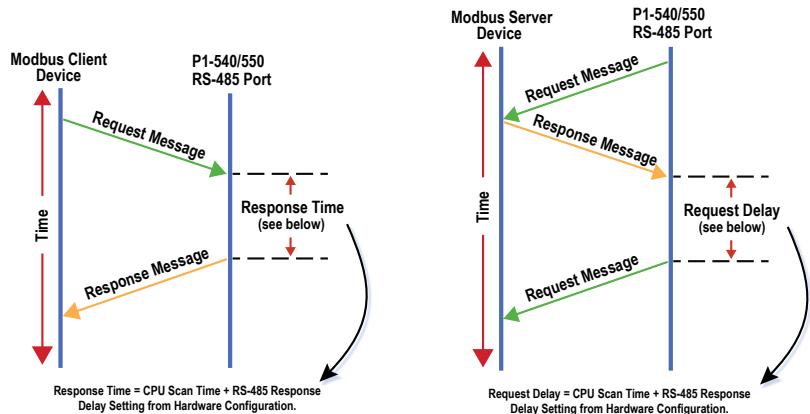 Modbus Client
Device
P1-540/550
RS-485 Port
Request Message
Time
Response Time
(see below)
Response Message
Response Time = CPU Scan Time + RS-485 Response
Delay Setting from Hardware Configuration.
Modbus Server
Device
P1-540/550
RS-485 Port
Request Message
Response Message
Time
Request Delay
(see below)
Request Message
Request Delay = CPU Scan Time + RS-485 Response
Delay Setting from Hardware Configuration.